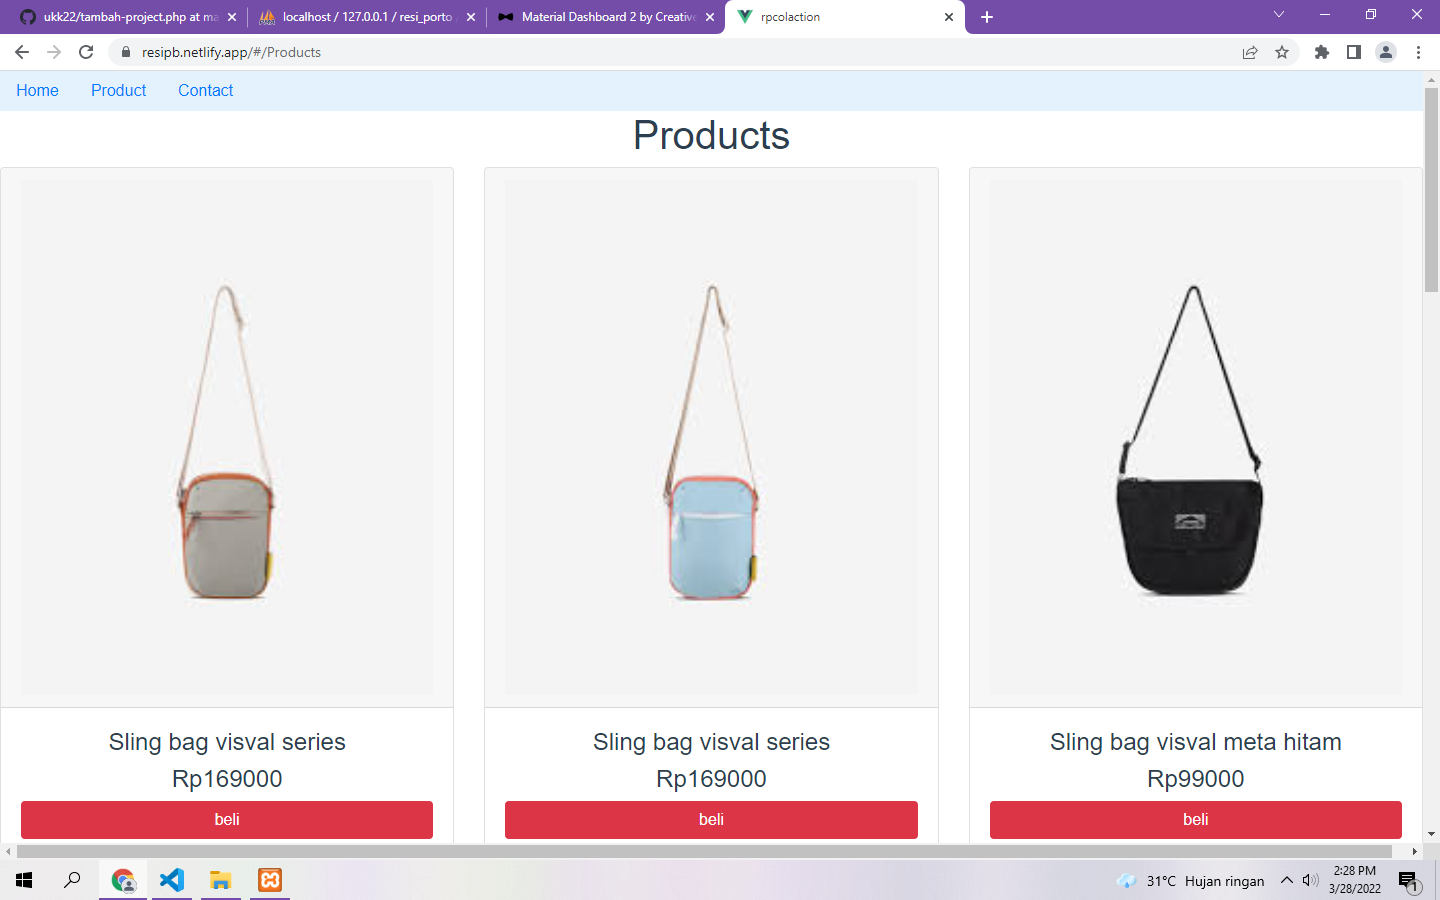 ukk22/tambah-project.php at ma
localhost / 127.0.0.1 / resi_porto
Material Dashboard 2 by Creative
rpcolaction
resipb.netlify.app/#/Products
Home Product Contact
Products
Sling bag visval series
Rp169000
beli
Sling bag visval series
Rp169000
beli
Sling bag visval meta hitam
Rp99000
beli
31°C Hujan ringan
2:28 PM
3/28/2022
1